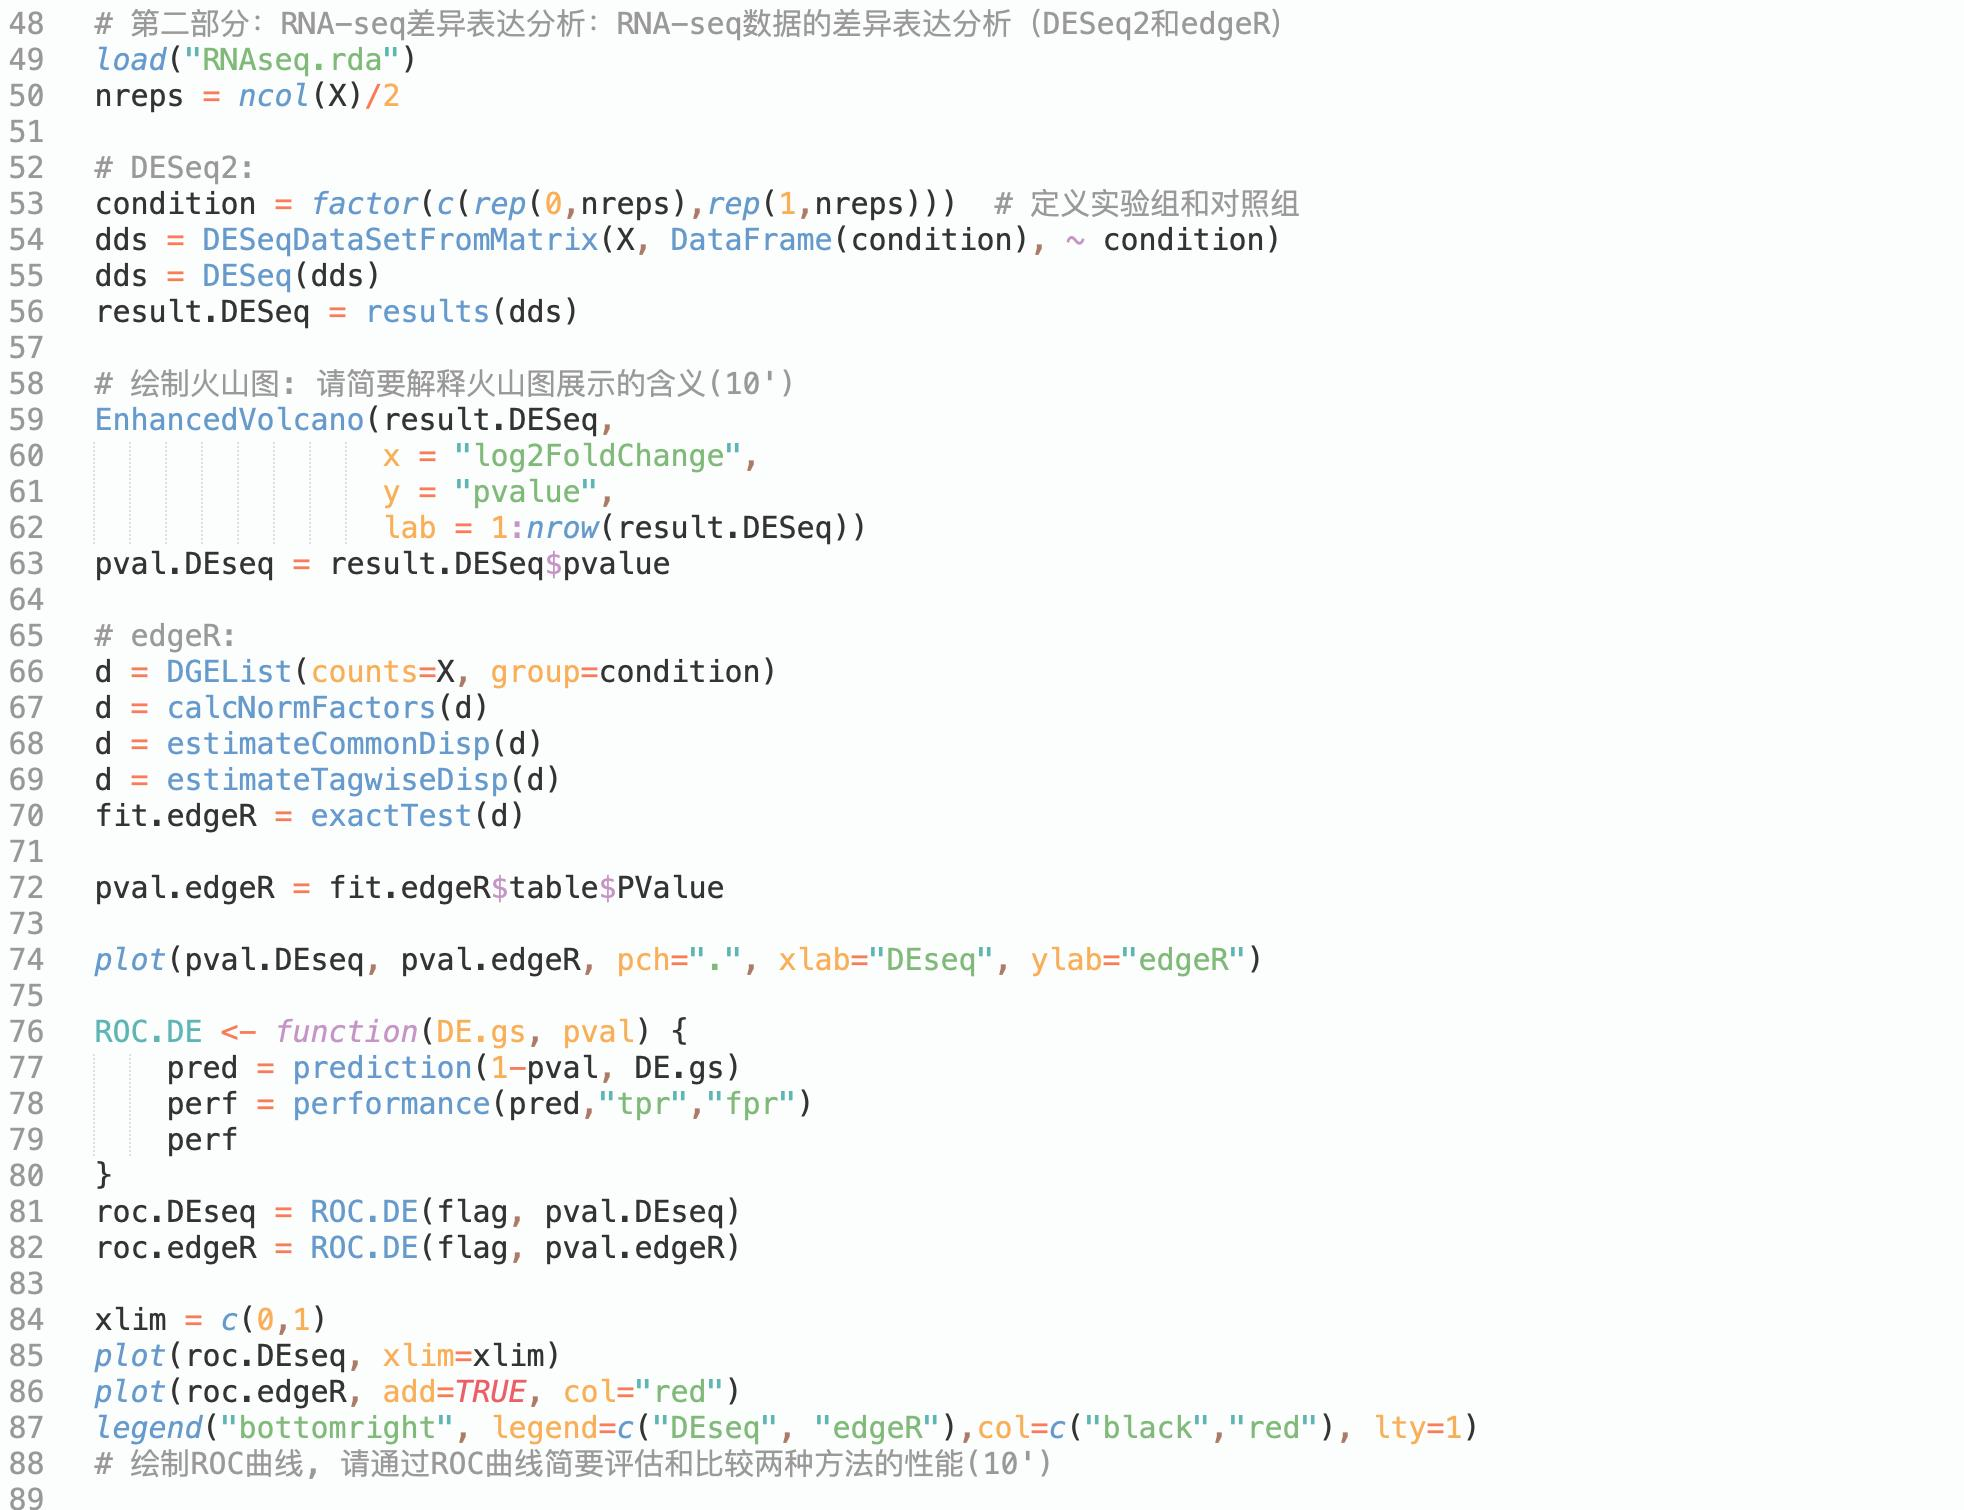 48 # 第二部分：RNA-seq差异表达分析：RNA-seq数据的差异表达分析（DESeq2和edgeR）
49 load("RNAseq.rda")
50 nreps = ncol(X)/2
51
52 # DESeq2:
53 condition = factor(c(rep(0,nreps),rep(1,nreps)))  # 定义实验组和对照组
54 dds = DESeqDataSetFromMatrix(X, DataFrame(condition), ~ condition)
55 dds = DESeq(dds)
56 result.DESeq = results(dds)
57
58 # 绘制火山图: 请简要解释火山图展示的含义(10')
59 EnhancedVolcano(result.DESeq,
60                 x = "log2FoldChange",
61                 y = "pvalue",
62                 lab = 1:nrow(result.DESeq))
63 pval.DEseq = result.DESeq$pvalue
64
65 # edgeR:
66 d = DGEList(counts=X, group=condition)
67 d = calcNormFactors(d)
68 d = estimateCommonDisp(d)
69 d = estimateTagwiseDisp(d)
70 fit.edgeR = exactTest(d)
71
72 pval.edgeR = fit.edgeR$table$PValue
73
74 plot(pval.DEseq, pval.edgeR, pch=".", xlab="DEseq", ylab="edgeR")
75
76 ROC.DE <- function(DE.gs, pval) {
77     pred = prediction(1-pval, DE.gs)
78     perf = performance(pred,"tpr","fpr")
79     perf
80 }
81 roc.DEseq = ROC.DE(flag, pval.DEseq)
82 roc.edgeR = ROC.DE(flag, pval.edgeR)
83
84 xlim = c(0,1)
85 plot(roc.DEseq, xlim=xlim)
86 plot(roc.edgeR, add=TRUE, col="red")
87 legend("bottomright", legend=c("DEseq", "edgeR"),col=c("black","red"), lty=1)
88 # 绘制ROC曲线, 请通过ROC曲线简要评估和比较两种方法的性能(10')
89